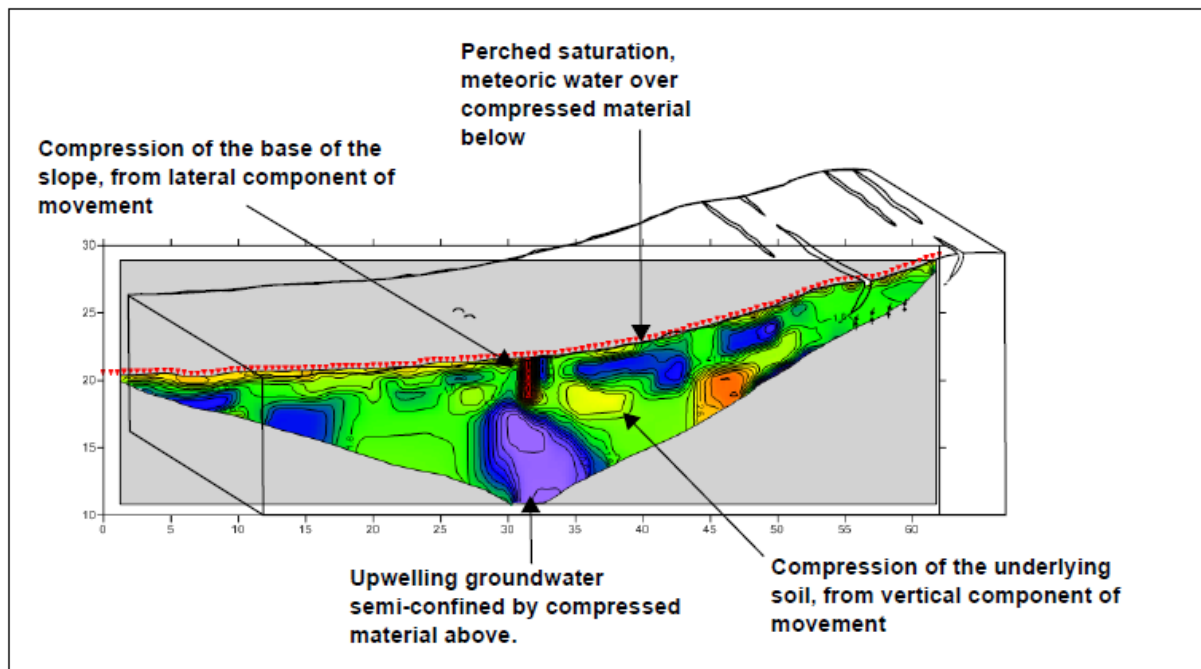 Perched saturation,
meteoric water over
compressed material
below
Compression of the base of the
slope, from lateral component of
movement
30
25
20
15
10
0 5 10 15 20 25 30 35 40 45 50 55 60
Upwelling groundwater
semi-confined by compressed
material above.
Compression of the underlying
soil, from vertical component of
movement